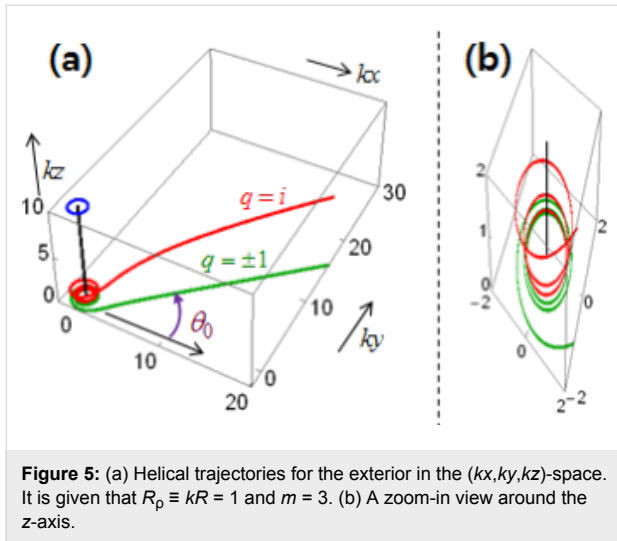 (a)
(b)
kx
kz
10
5
0
0
10
20
0
10
20
30
ky
q = i
q = ±1
θ0
2
1
0
−2
0
2
−2
0
2
Figure 5: (a) Helical trajectories for the exterior in the (kx,ky,kz)-space.
It is given that Rρ ≡ kR = 1 and m = 3. (b) A zoom-in view around the
z-axis.